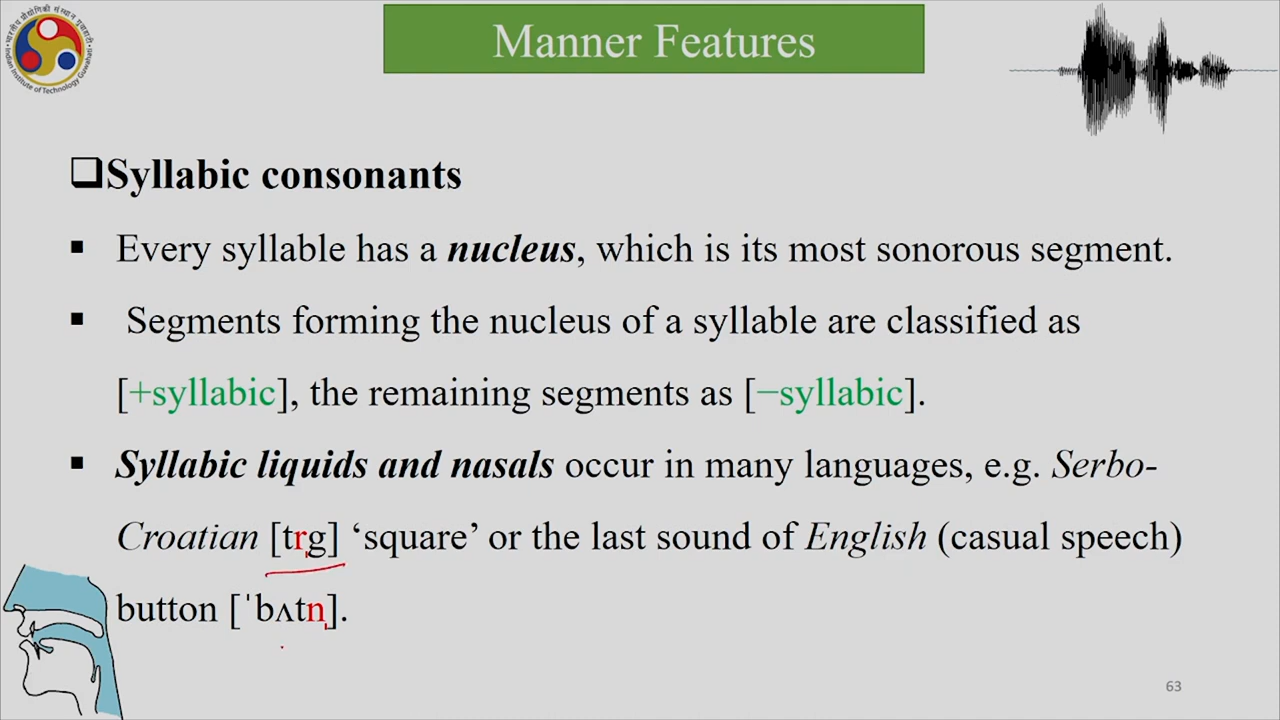 Manner Features
❑Syllabic consonants
▪ Every syllable has a nucleus, which is its most sonorous segment.
▪ Segments forming the nucleus of a syllable are classified as
[+syllabic], the remaining segments as [−syllabic].
▪ Syllabic liquids and nasals occur in many languages, e.g. Serbo-
Croatian [tr̩g] ‘square’ or the last sound of English (casual speech)
button [ˈbʌtn̩].
63